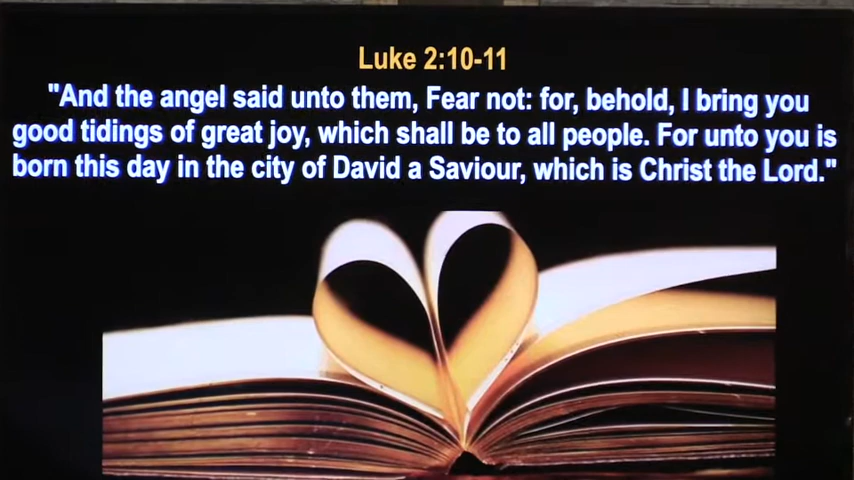 Luke 2:10-11
"And the angel said unto them, Fear not: for, behold, I bring you
good tidings of great joy, which shall be to all people. For unto you is
born this day in the city of David a Saviour, which is Christ the Lord."